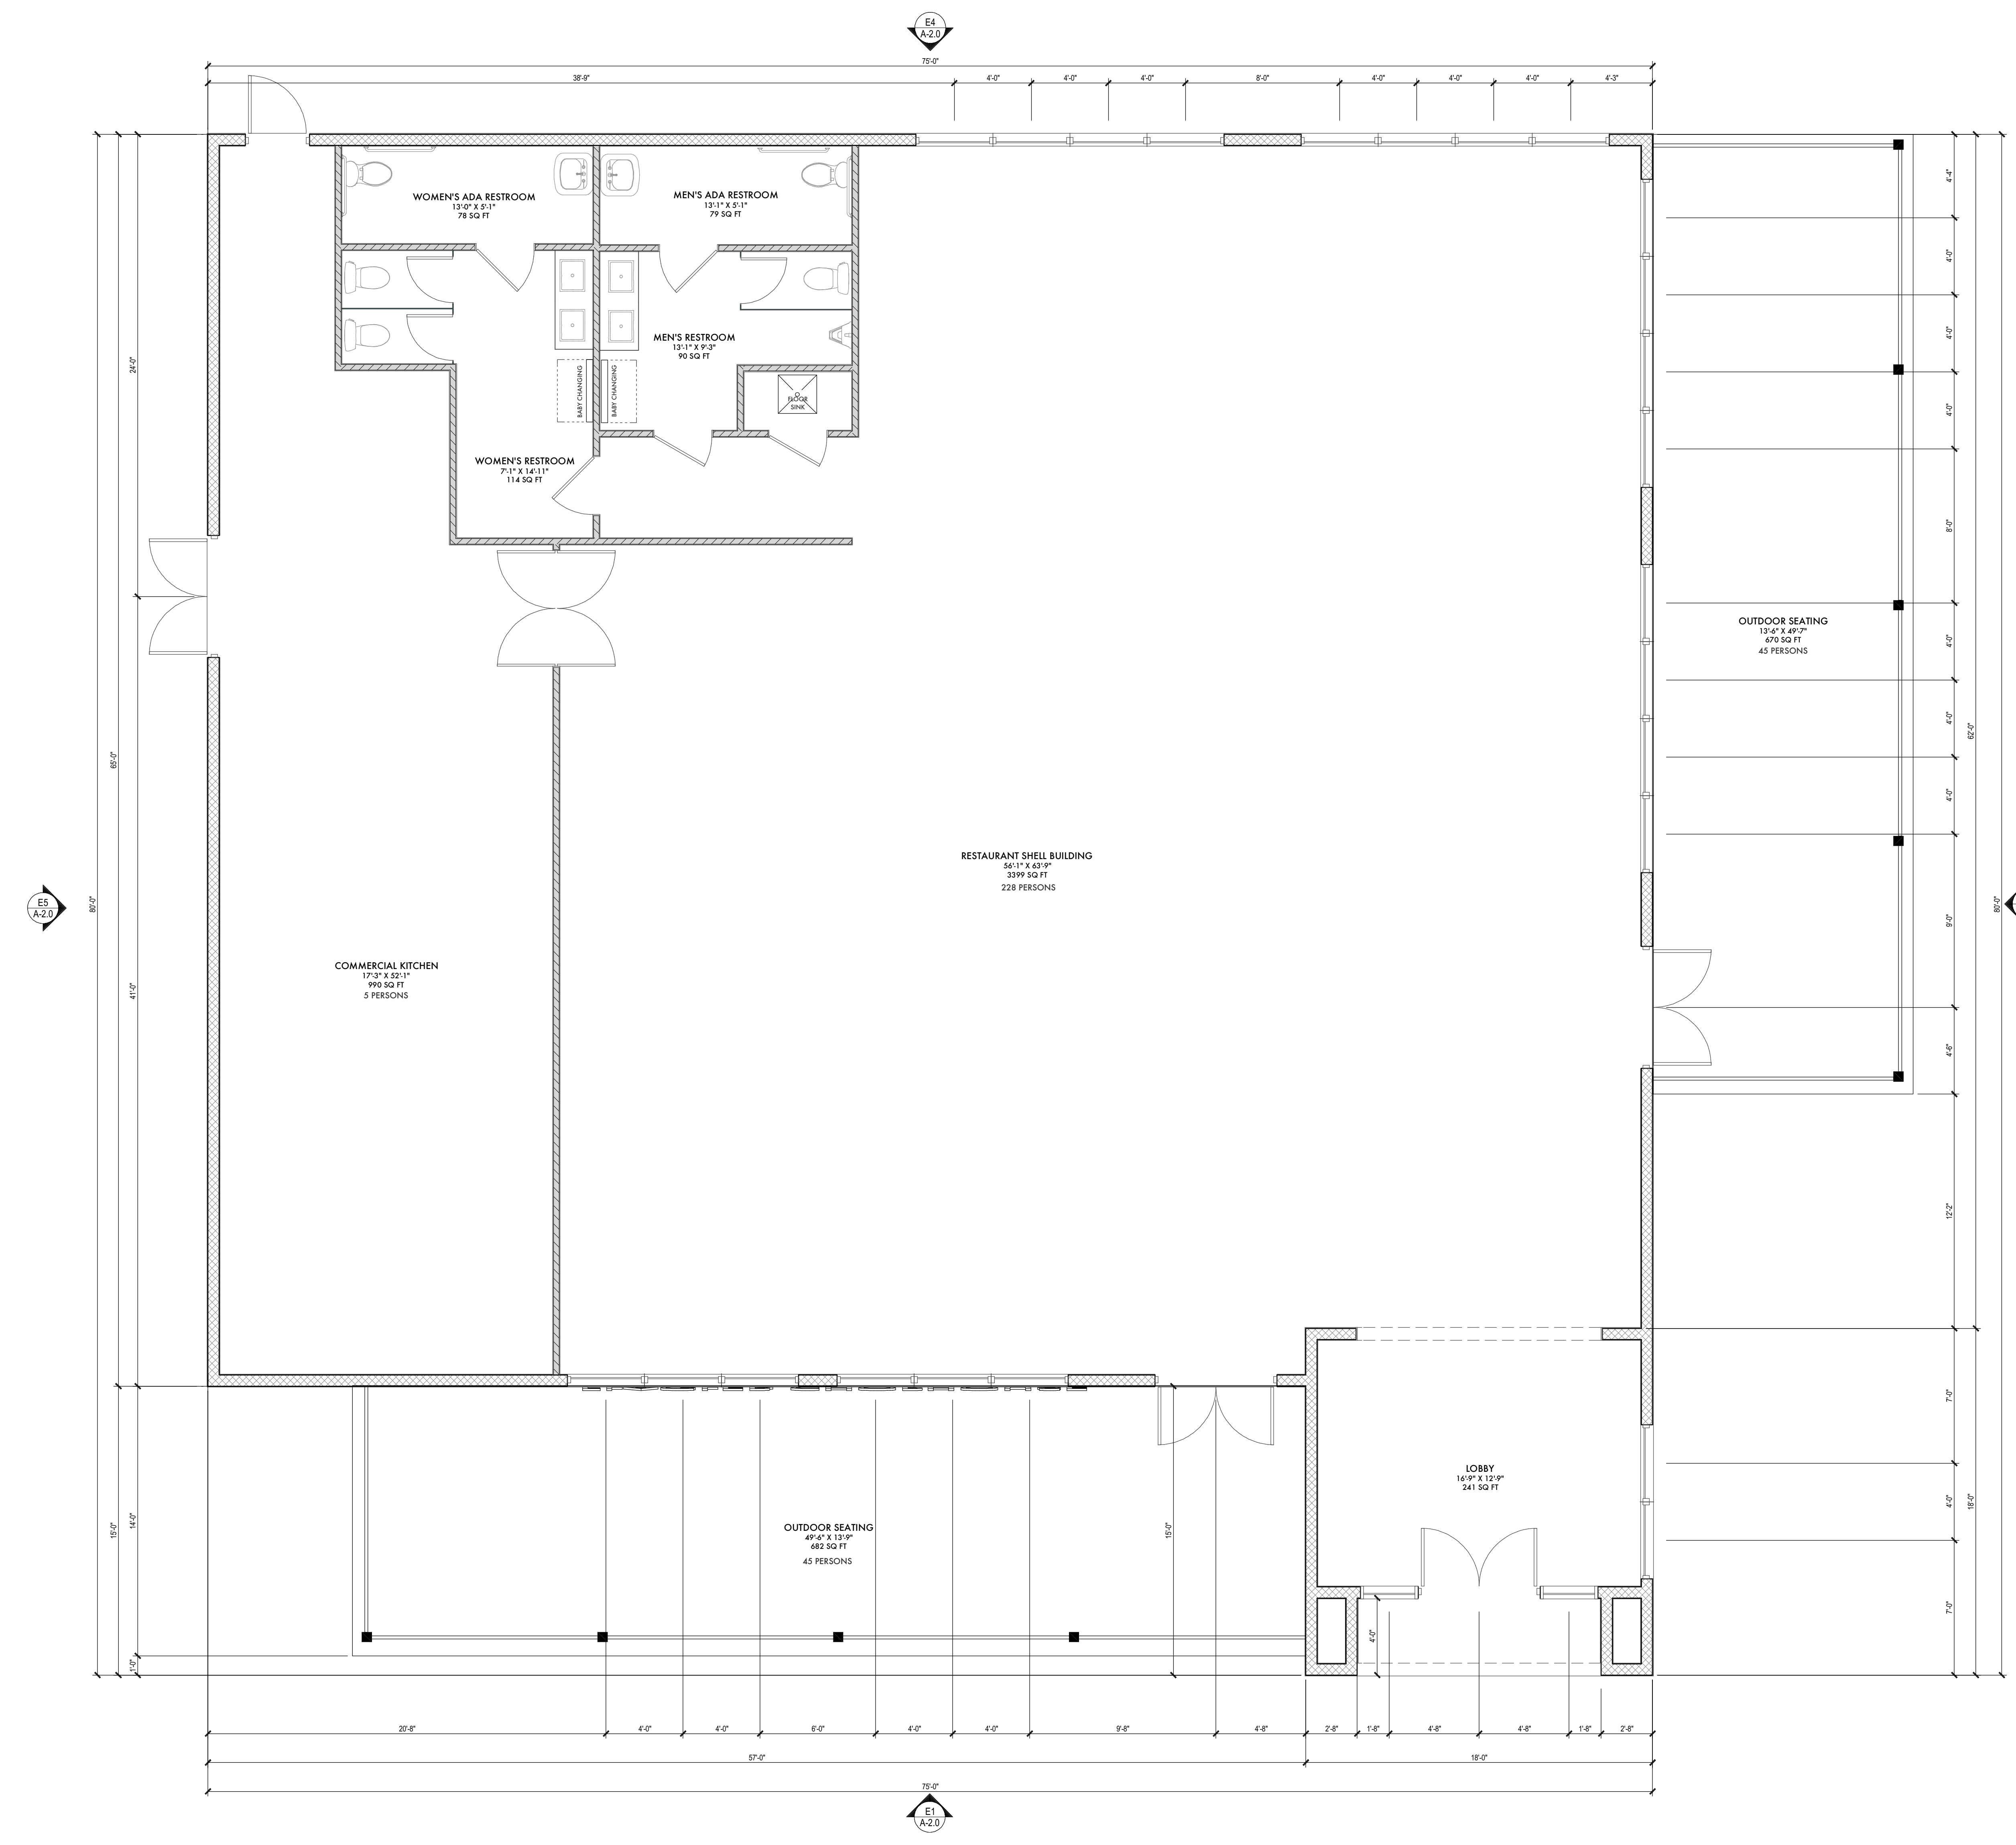 E4
A-2.0
75'-0"
38'-9"
4'-0"
4'-0"
4'-0"
8'-0"
4'-0"
4'-0"
4'-0"
4'-3"
WOMEN'S ADA RESTROOM
13'-0" X 5'-1"
78 SQ FT
MEN'S ADA RESTROOM
13'-1" X 5'-1"
79 SQ FT
MEN'S RESTROOM
13'-1" X 9'-3"
90 SQ FT
BABY CHANGING
BABY CHANGING
FLOOR
SINK
WOMEN'S RESTROOM
7'-1" X 14'-11"
114 SQ FT
24'-0"
65'-0"
80'-0"
41'-0"
15'-0"
14'-0"
1'-0"
E5
A-2.0
RESTAURANT SHELL BUILDING
56'-1" X 63'-9"
3399 SQ FT
228 PERSONS
COMMERCIAL KITCHEN
17'-3" X 52'-1"
990 SQ FT
5 PERSONS
OUTDOOR SEATING
13'-6" X 49'-7"
670 SQ FT
45 PERSONS
4'-4"
4'-0"
4'-0"
4'-0"
8'-0"
4'-0"
4'-0"
4'-0"
9'-0"
4'-6"
12'-2"
7'-0"
4'-0"
7'-0"
62'-0"
18'-0"
80'-0"
LOBBY
16'-9" X 12'-9"
241 SQ FT
OUTDOOR SEATING
49'-6" X 13'-9"
682 SQ FT
45 PERSONS
15'-0"
4'-0"
20'-8"
4'-0"
4'-0"
6'-0"
4'-0"
4'-0"
9'-8"
4'-8"
2'-8"
1'-8"
4'-8"
4'-8"
1'-8"
2'-8"
57'-0"
18'-0"
75'-0"
E1
A-2.0